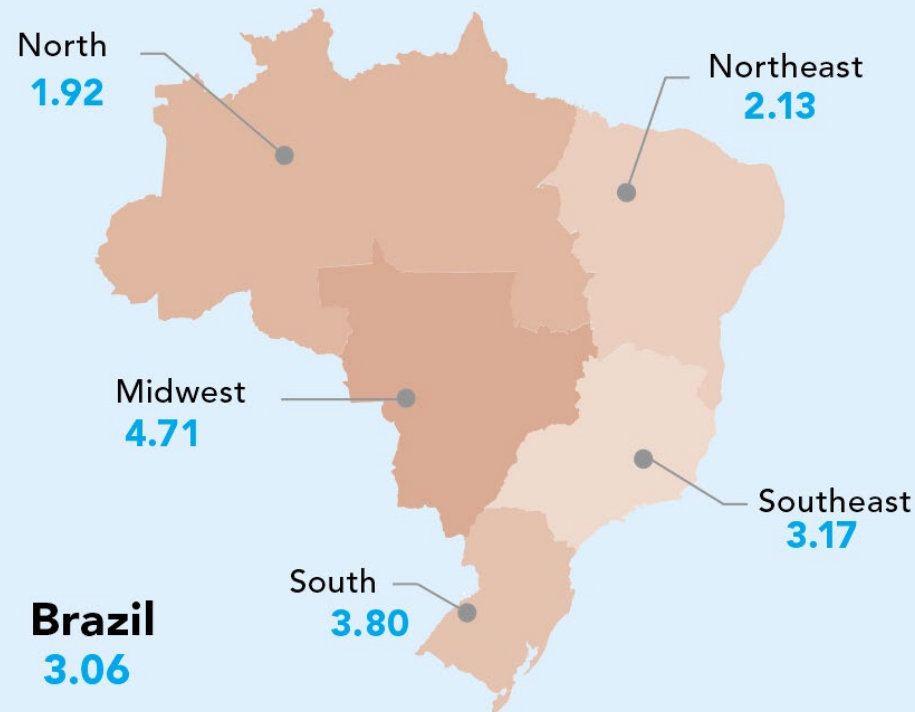 North
1.92
Northeast
2.13
Midwest
4.71
Southeast
3.17
South
3.80
Brazil
3.06